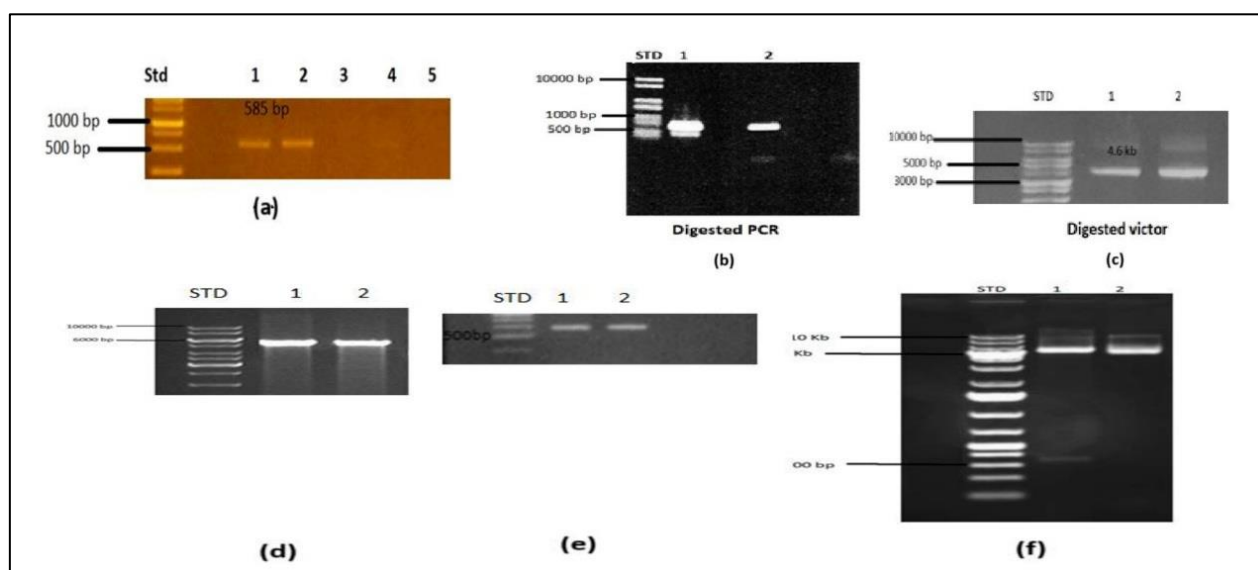 Std 1 2 3 4 5
585 bp
1000 bp
500 bp
(a)
STD 1 2
10000 bp
1000 bp
500 bp
Digested PCR
(b)
STD 1 2
10000 bp
4.6 kb
5000 bp
3000 bp
Digested victor
(c)
STD 1 2
10000 bp
6000 bp
(d)
STD 1 2
500bp
(e)
STD 1 2
10 Kb
Kb
00 bp
(f)